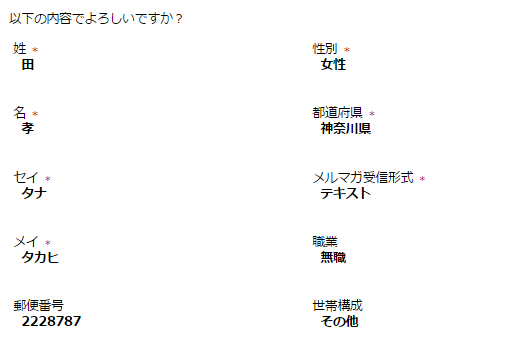 以下の内容でよろしいですか？
姓 *
田
性別 *
女性
名 *
孝
都道府県 *
神奈川県
セイ *
タナ
メルマガ受信形式 *
テキスト
メイ *
タカヒ
職業
無職
郵便番号
2228787
世帯構成
その他